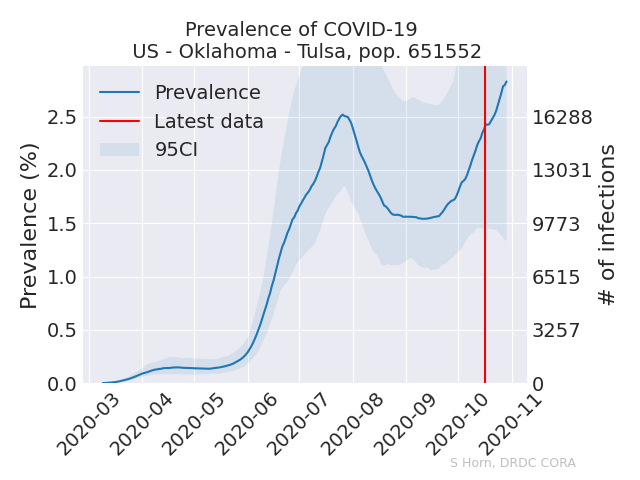 Prevalence of COVID-19
US - Oklahoma - Tulsa, pop. 651552
Prevalence
Latest data
95CI
Prevalence (%)
2.5
2.0
1.5
1.0
0.5
0.0
16288
13031
9773
6515
3257
0
# of infections
2020-03
2020-04
2020-05
2020-06
2020-07
2020-08
2020-09
2020-10
2020-11
S Horn, DRDC CORA